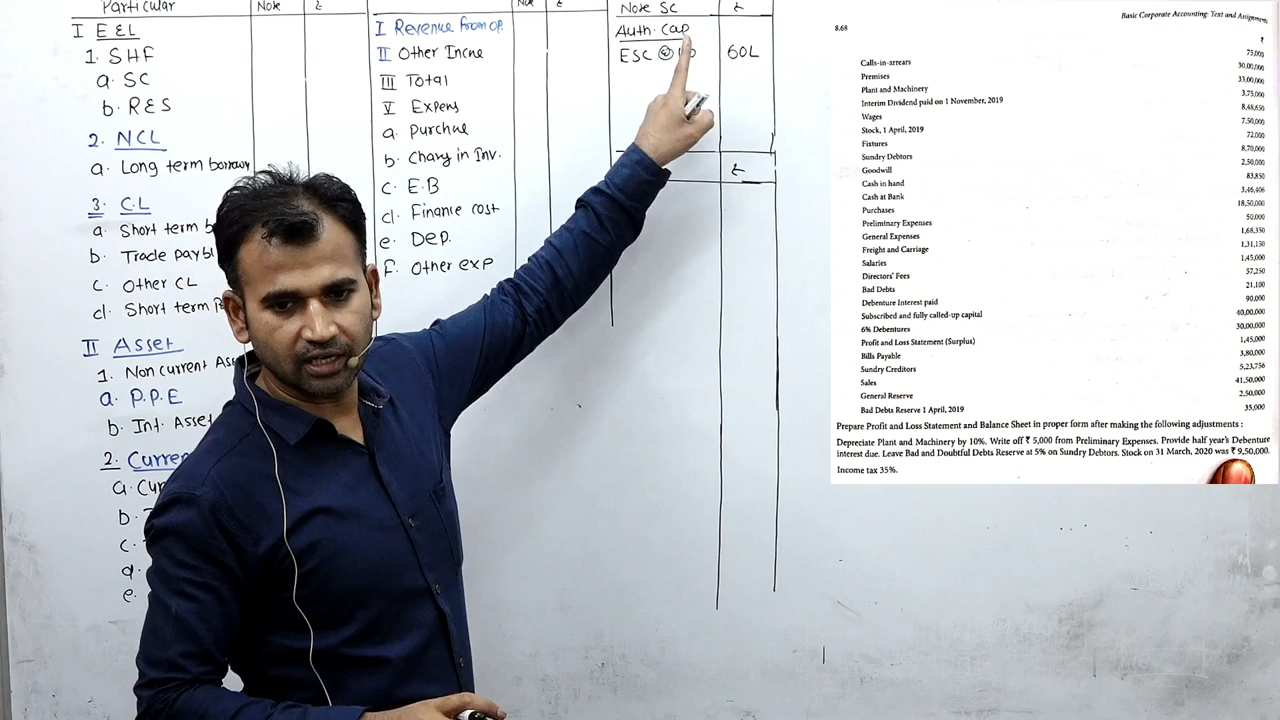 Particular Note ₹
I EEL
1. SHF
a. SC
b. R&S
2. NCL
a. Long term borrow
3. C.L
a. Short term b
b. Trade paybl
c. Other CL
d. Short term
II Asset
1. Non current Ass
a. P.P.E
b. Int. Asset
2. Curren
a. Cu
b.
c.
d.
e.
Note ₹
I Revenue from op.
II Other Incme
III Total
V Expens
a. Purchae
b. Chang in Inv.
c. E.B
d. Finance cost
e. Dep.
f. Other exp
Note SC ₹
Auth. Cap
ESC @ 60L
₹
Basic Corporate Accounting: Text and Assignments
8.68
₹
Calls-in-arrears 75,000
Premises 30,00,000
Plant and Machinery 33,00,000
Interim Dividend paid on 1 November, 2019 3,75,000
Wages 8,48,650
Stock, 1 April, 2019 7,50,000
Fixtures 72,000
Sundry Debtors 8,70,000
Goodwill 2,50,000
Cash in hand 83,850
Cash at Bank 3,46,406
Purchases 18,50,000
Preliminary Expenses 50,000
General Expenses 1,68,350
Freight and Carriage 1,31,150
Salaries 1,45,000
Directors' Fees 57,250
Bad Debts 21,100
Debenture Interest paid 90,000
Subscribed and fully called-up capital 40,00,000
6% Debentures 30,00,000
Profit and Loss Statement (Surplus) 1,45,000
Bills Payable 3,80,000
Sundry Creditors 5,23,756
Sales 41,50,000
General Reserve 2,50,000
Bad Debts Reserve 1 April, 2019 35,000
Prepare Profit and Loss Statement and Balance Sheet in proper form after making the following adjustments :
Depreciate Plant and Machinery by 10%. Write off ₹ 5,000 from Preliminary Expenses. Provide half year's Debenture
interest due. Leave Bad and Doubtful Debts Reserve at 5% on Sundry Debtors. Stock on 31 March, 2020 was ₹ 9,50,000.
Income tax 35%.